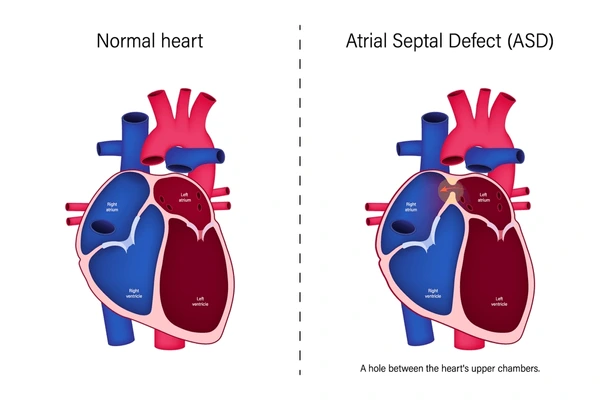 Normal heart
Atrial Septal Defect (ASD)
Right
atrium
Left
atrium
Right
ventricle
Left
ventricle
Right
atrium
Left
atrium
Right
ventricle
Left
ventricle
A hole between the heart's upper chambers.